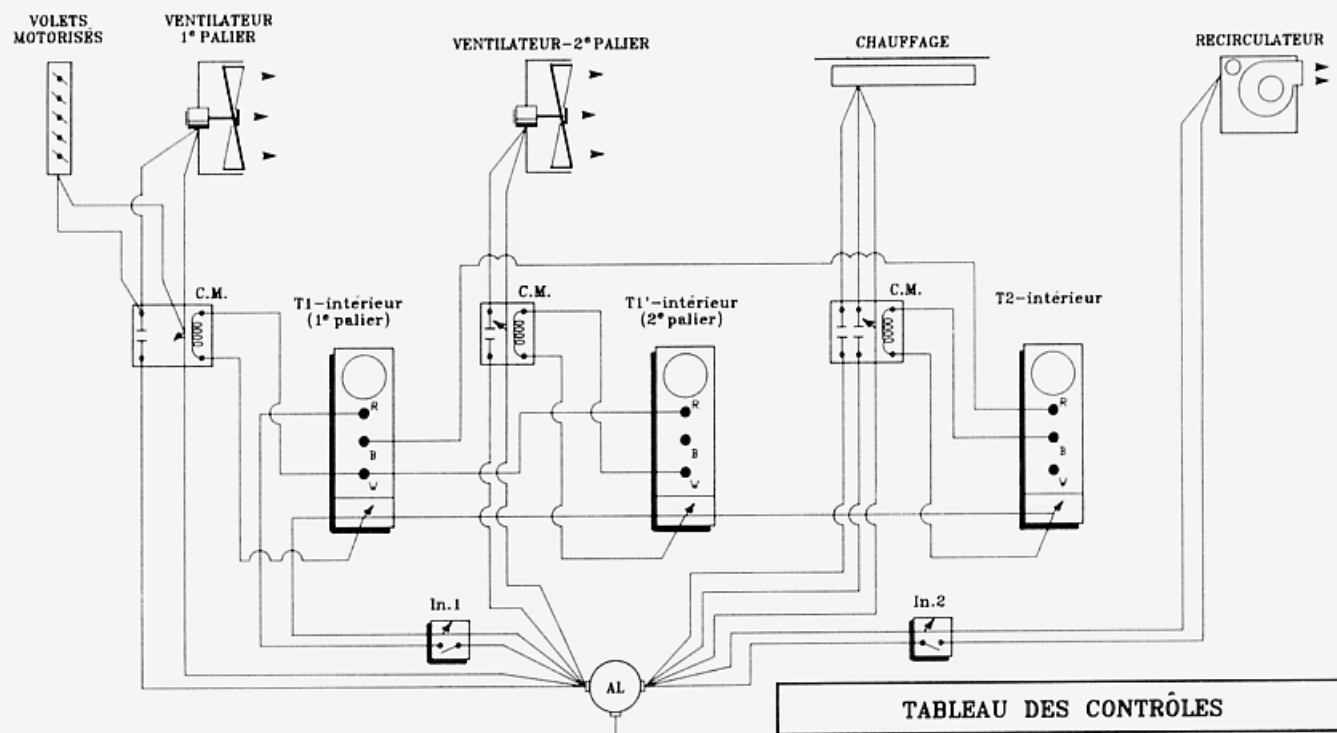 VOLETS
MOTORISÉS
VENTILATEUR
1e PALIER
VENTILATEUR-2e PALIER
CHAUFFAGE
RECIRCULATEUR
C.M.
T1-intérieur
(1e palier)
C.M.
T1'-intérieur
(2e palier)
C.M.
T2-intérieur
R
B
W
R
B
W
R
B
W
In.1
In.2
AL
TABLEAU DES CONTRÔLES